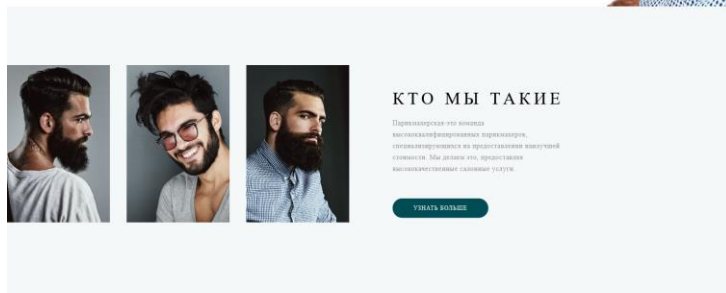 КТО МЫ ТАКИЕ
Парикмахерская-это команда
высококвалифицированных парикмахеров,
специализирующихся на предоставлении наилучшей
стоимости. Мы делаем это, предоставляя
высококачественные салонные услуги.
УЗНАТЬ БОЛЬШЕ